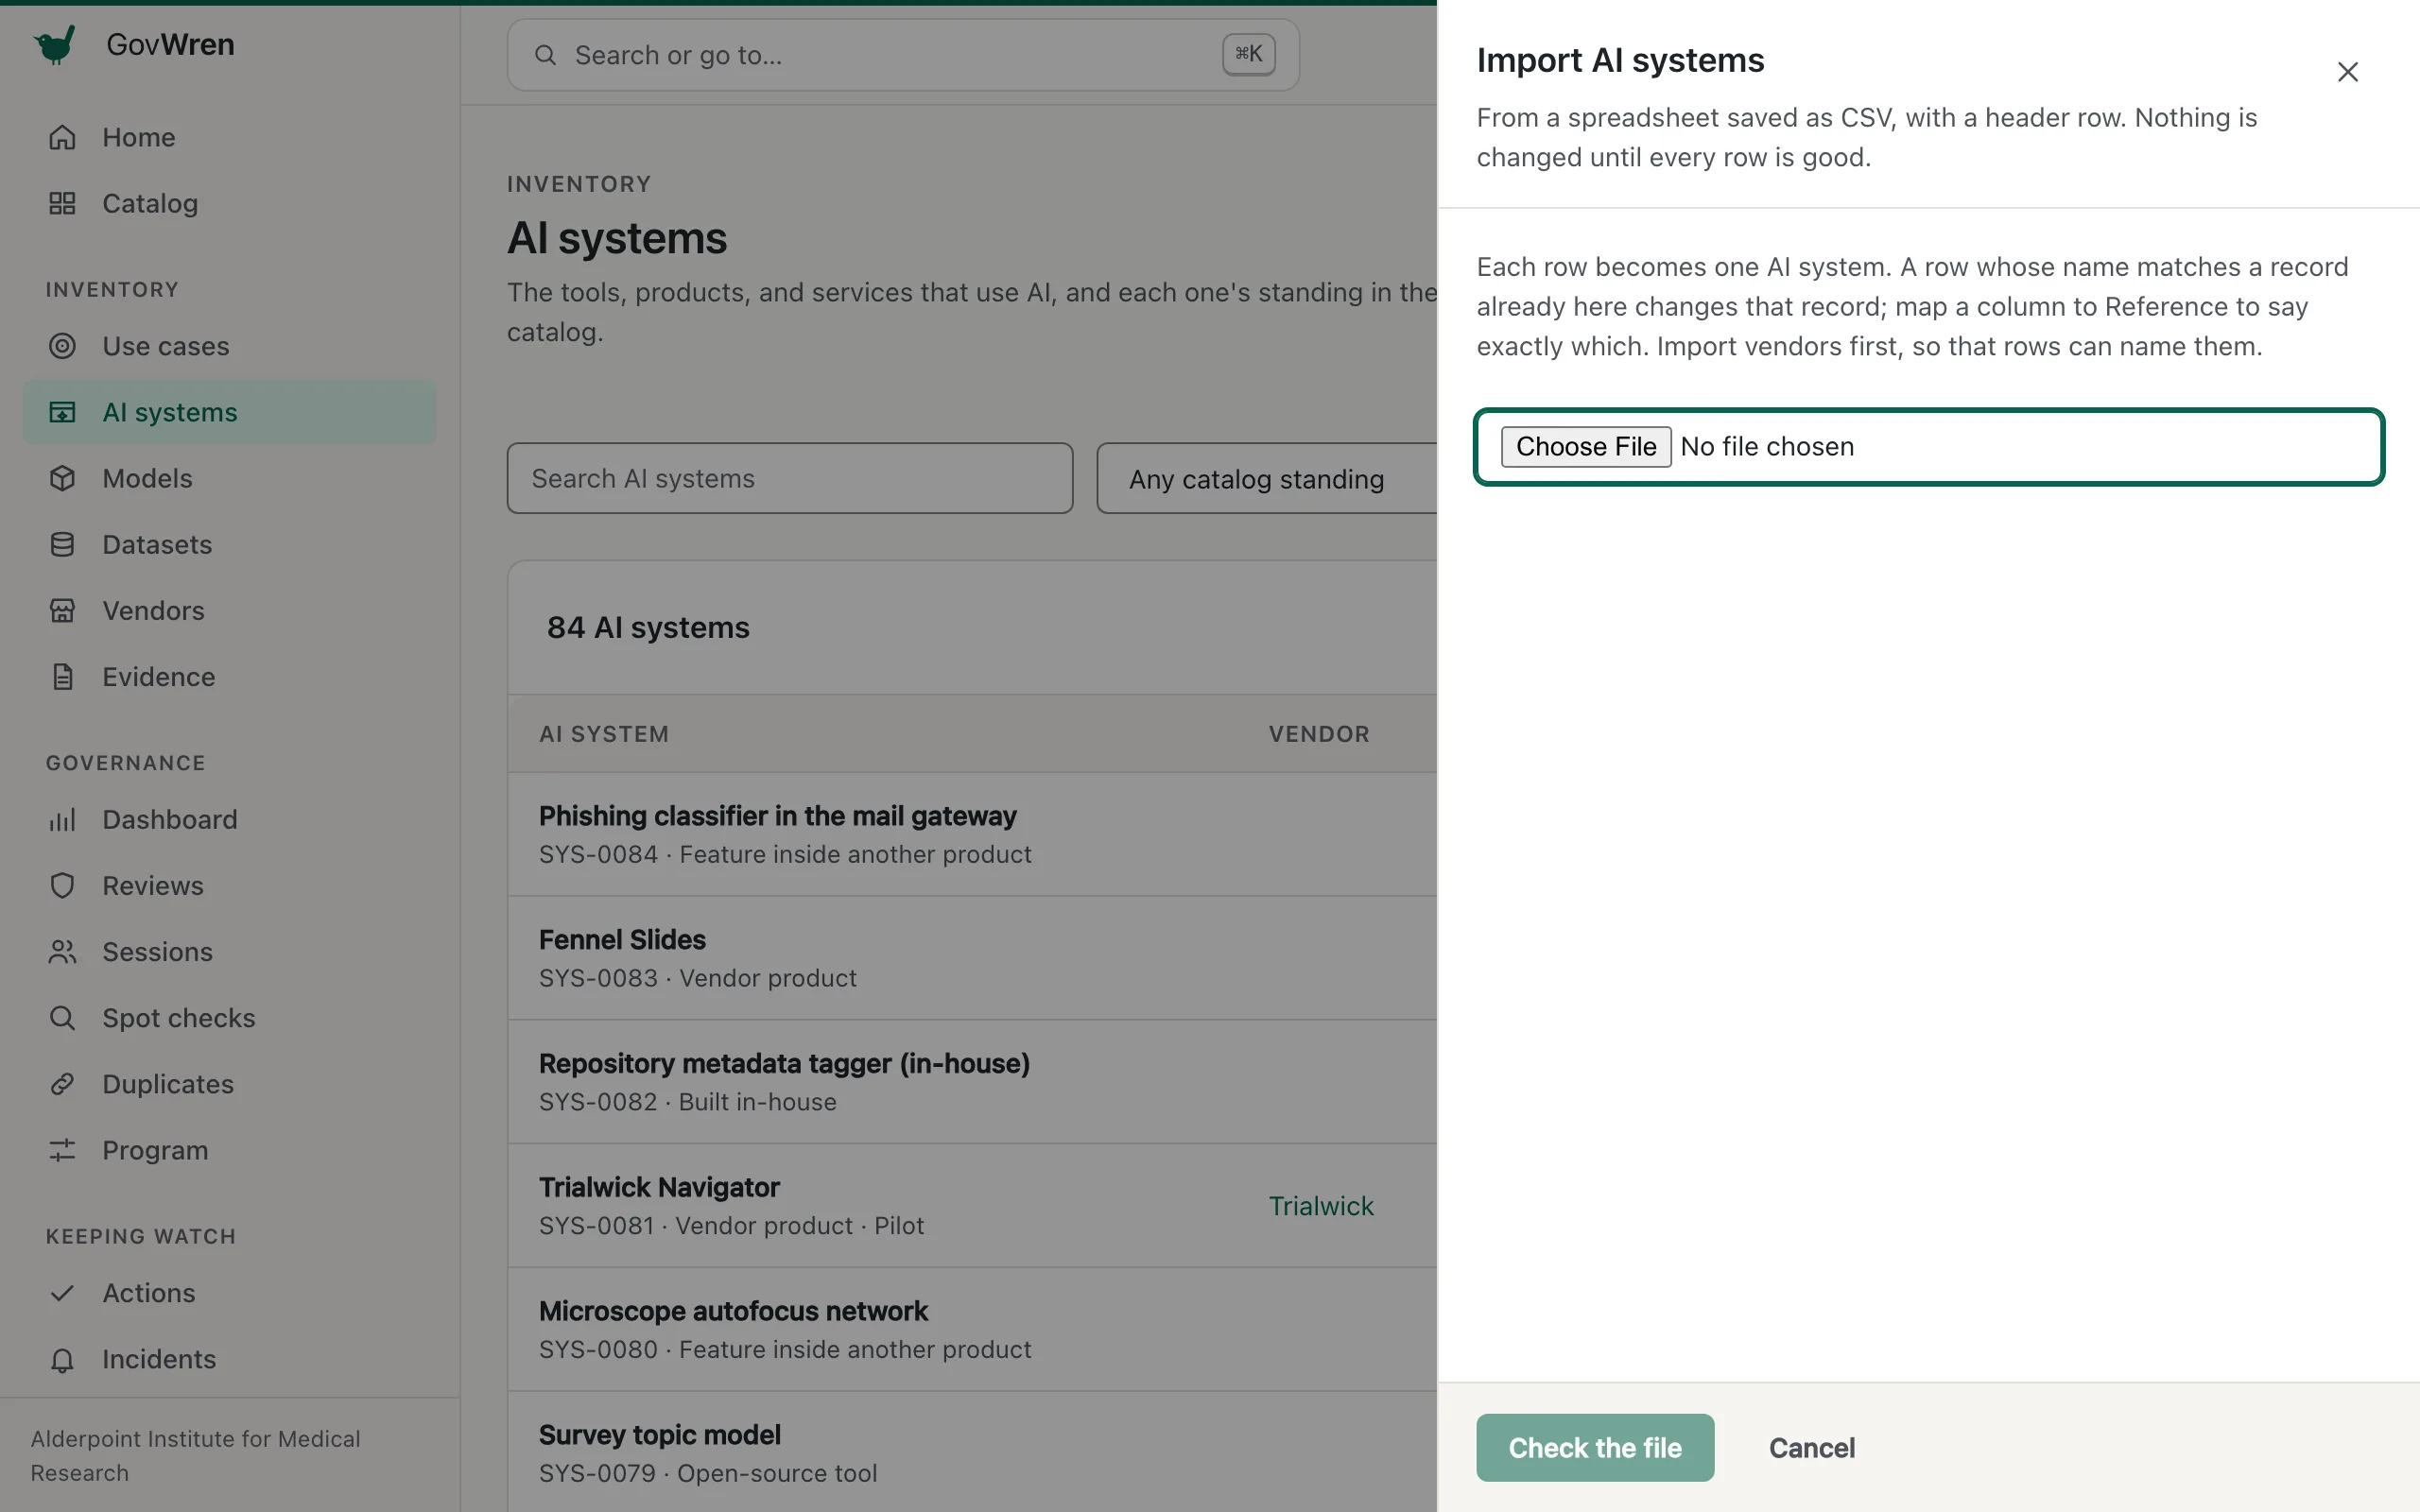 GovWren
Search or go to...
⌘K
Home
Catalog
INVENTORY
Use cases
AI systems
Models
Datasets
Vendors
Evidence
GOVERNANCE
Dashboard
Reviews
Sessions
Spot checks
Duplicates
Program
KEEPING WATCH
Actions
Incidents
Alderpoint Institute for Medical
Research
INVENTORY
AI systems
The tools, products, and services that use AI, and each one's standing in the
catalog.
Search AI systems
Any catalog standing
84 AI systems
AI SYSTEM
VENDOR
Phishing classifier in the mail gateway
SYS-0084 · Feature inside another product
Fennel Slides
SYS-0083 · Vendor product
Repository metadata tagger (in-house)
SYS-0082 · Built in-house
Trialwick Navigator
SYS-0081 · Vendor product · Pilot
Trialwick
Microscope autofocus network
SYS-0080 · Feature inside another product
Survey topic model
SYS-0079 · Open-source tool
Import AI systems
From a spreadsheet saved as CSV, with a header row. Nothing is
changed until every row is good.
Each row becomes one AI system. A row whose name matches a record
already here changes that record; map a column to Reference to say
exactly which. Import vendors first, so that rows can name them.
Choose File No file chosen
Check the file
Cancel